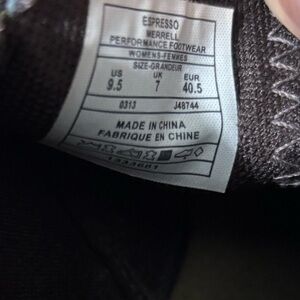 ESPRESSO
MERRELL
PERFORMANCE FOOTWEAR
WOMENS-FEMMES
SIZE-GRANDEUR
US UK EUR
9.5 7 40.5
0313 J48744
MADE IN CHINA
FABRIQUE EN CHINE